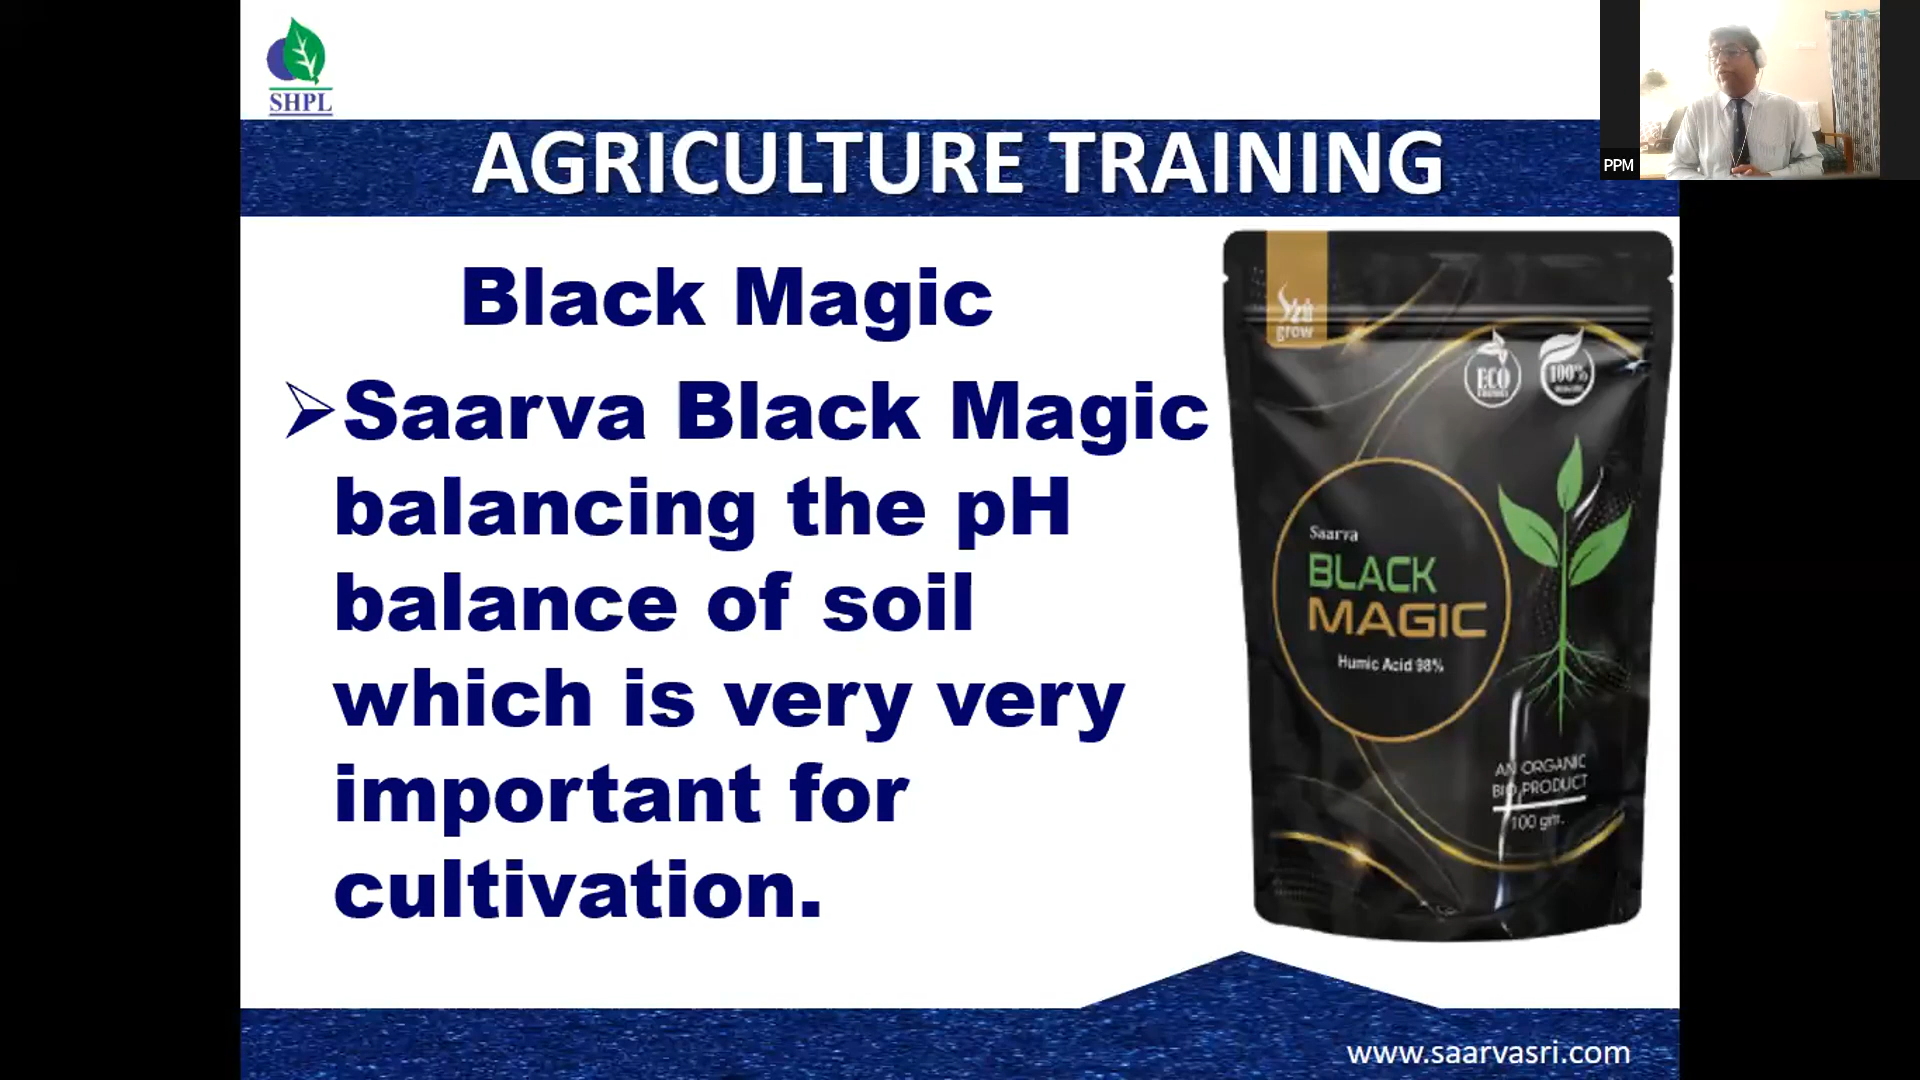 SHPL
AGRICULTURE TRAINING
PPM
Black Magic
Saarva Black Magic
balancing the pH
balance of soil
which is very very
important for
cultivation.
grow
ECO
100%
Saarva
BLACK
MAGIC
Humic Acid 98%
AN ORGANIC
BIO PRODUCT
100 gm.
www.saarvasri.com